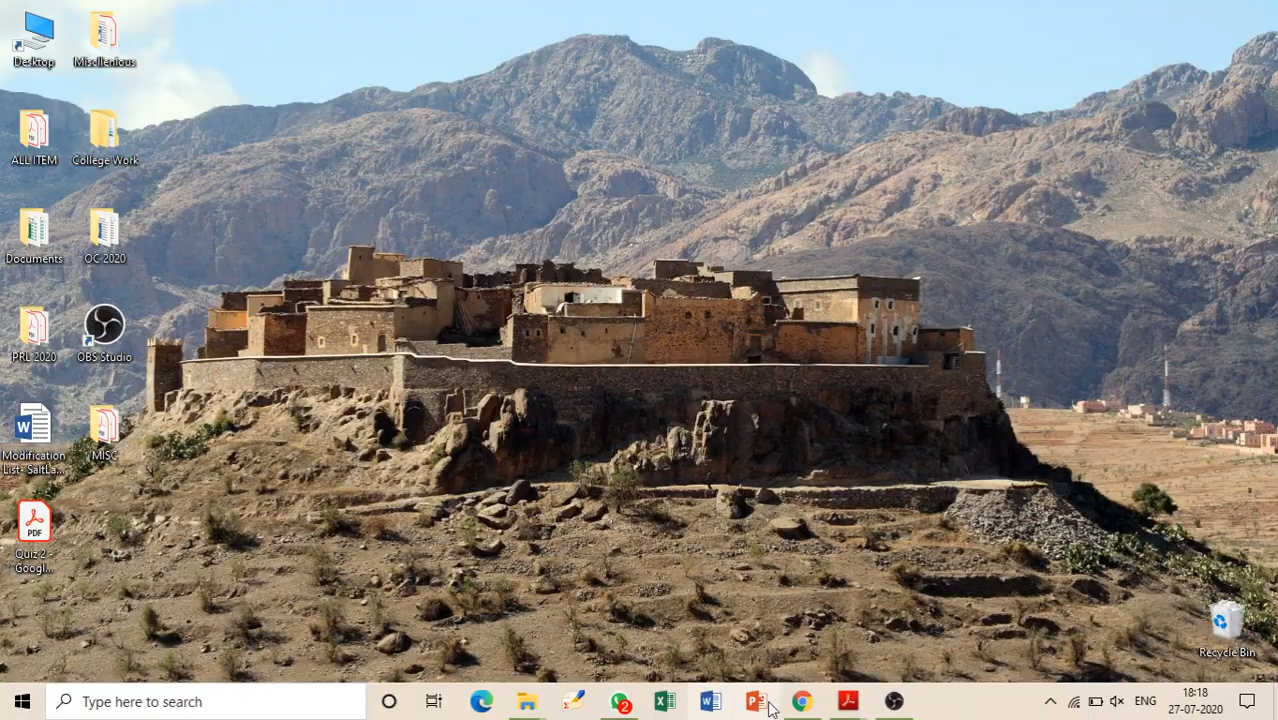 Desktop
Miscllenious
ALL ITEM
College Work
Documents
OC 2020
PRL 2020
OBS Studio
Modification
List- SaltLa...
MISC
PDF
Quiz 2 -
Googl...
Recycle Bin
Type here to search
2
ENG
18:18
27-07-2020